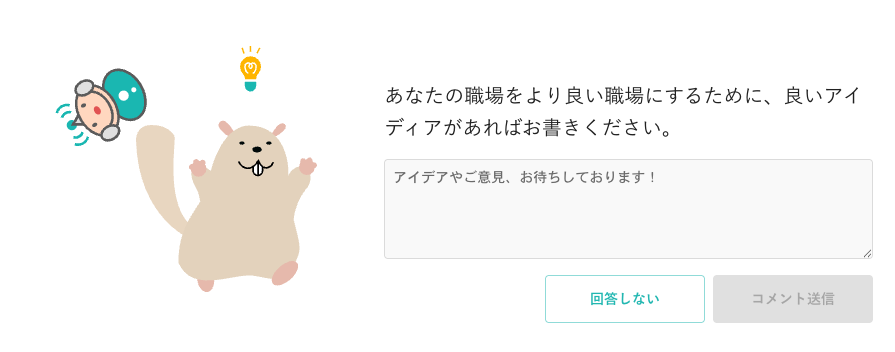 あなたの職場をより良い職場にするために、良いアイ
ディアがあればお書きください。
アイデアやご意見、お待ちしております！
回答しない
コメント送信